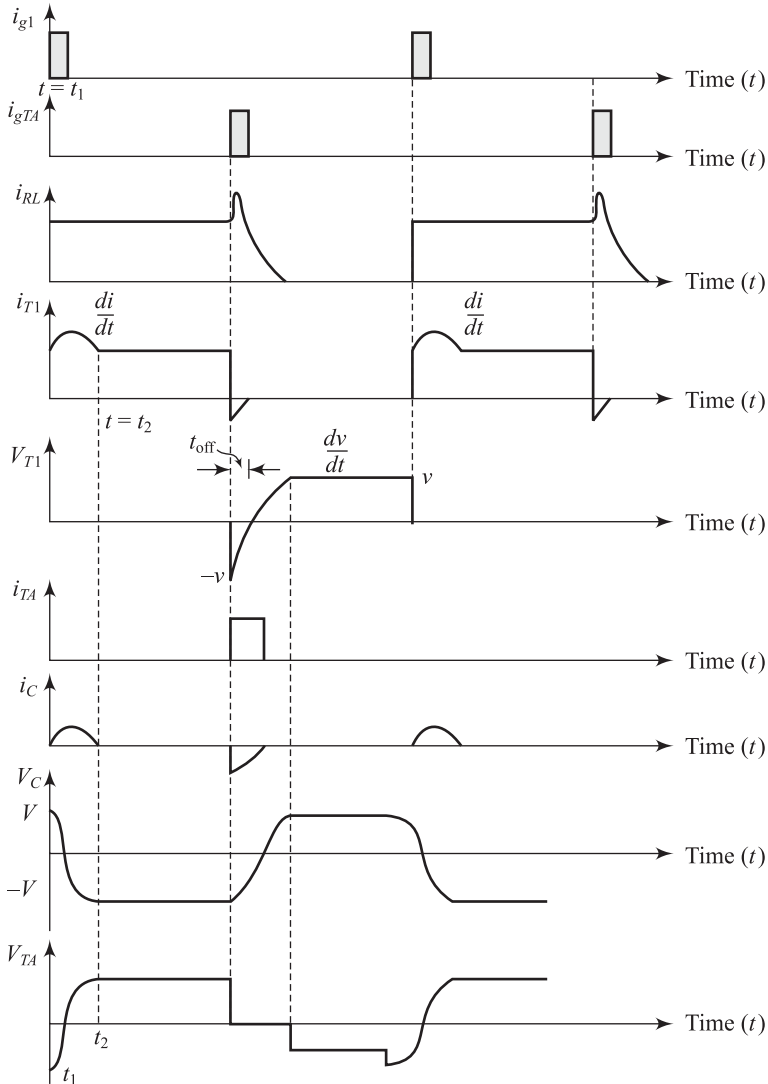 i_g1
Time (t)
t = t_1
i_gTA
Time (t)
i_RL
Time (t)
i_T1
di/dt
di/dt
Time (t)
t = t_2
t_off
dv/dt
V_T1
v
Time (t)
–v
i_TA
Time (t)
i_C
Time (t)
V_C
V
Time (t)
–V
V_TA
Time (t)
t_2
t_1